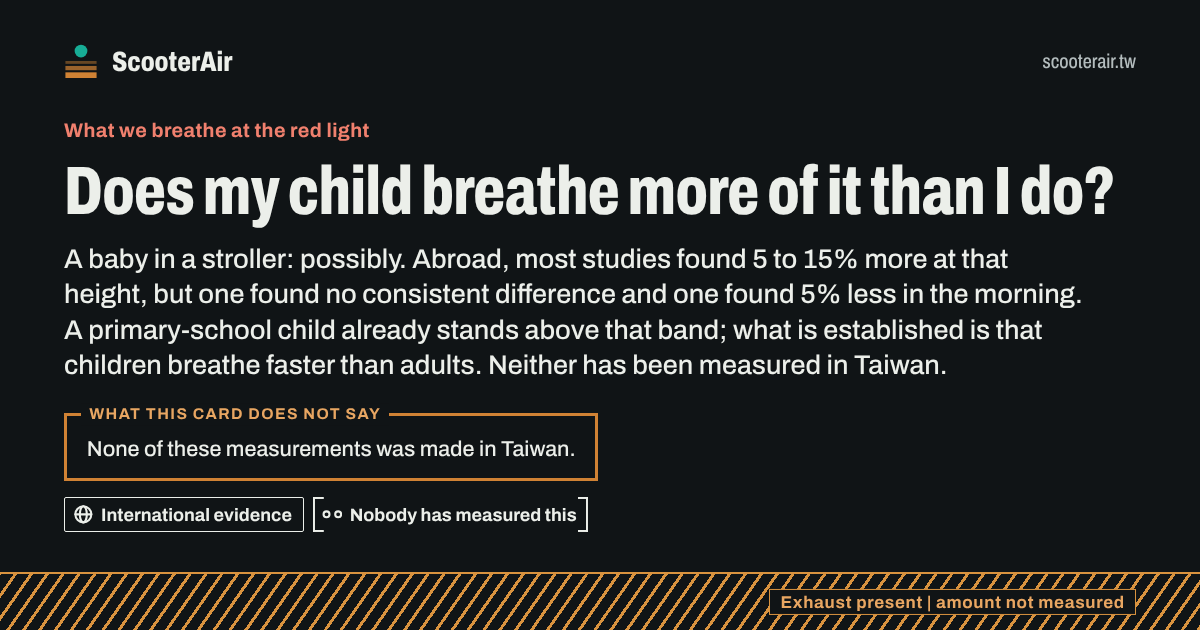 ScooterAir
scooterair.tw
What we breathe at the red light
Does my child breathe more of it than I do?
A baby in a stroller: possibly. Abroad, most studies found 5 to 15% more at that
height, but one found no consistent difference and one found 5% less in the morning.
A primary-school child already stands above that band; what is established is that
children breathe faster than adults. Neither has been measured in Taiwan.
WHAT THIS CARD DOES NOT SAY
None of these measurements was made in Taiwan.
International evidence
Nobody has measured this
Exhaust present | amount not measured